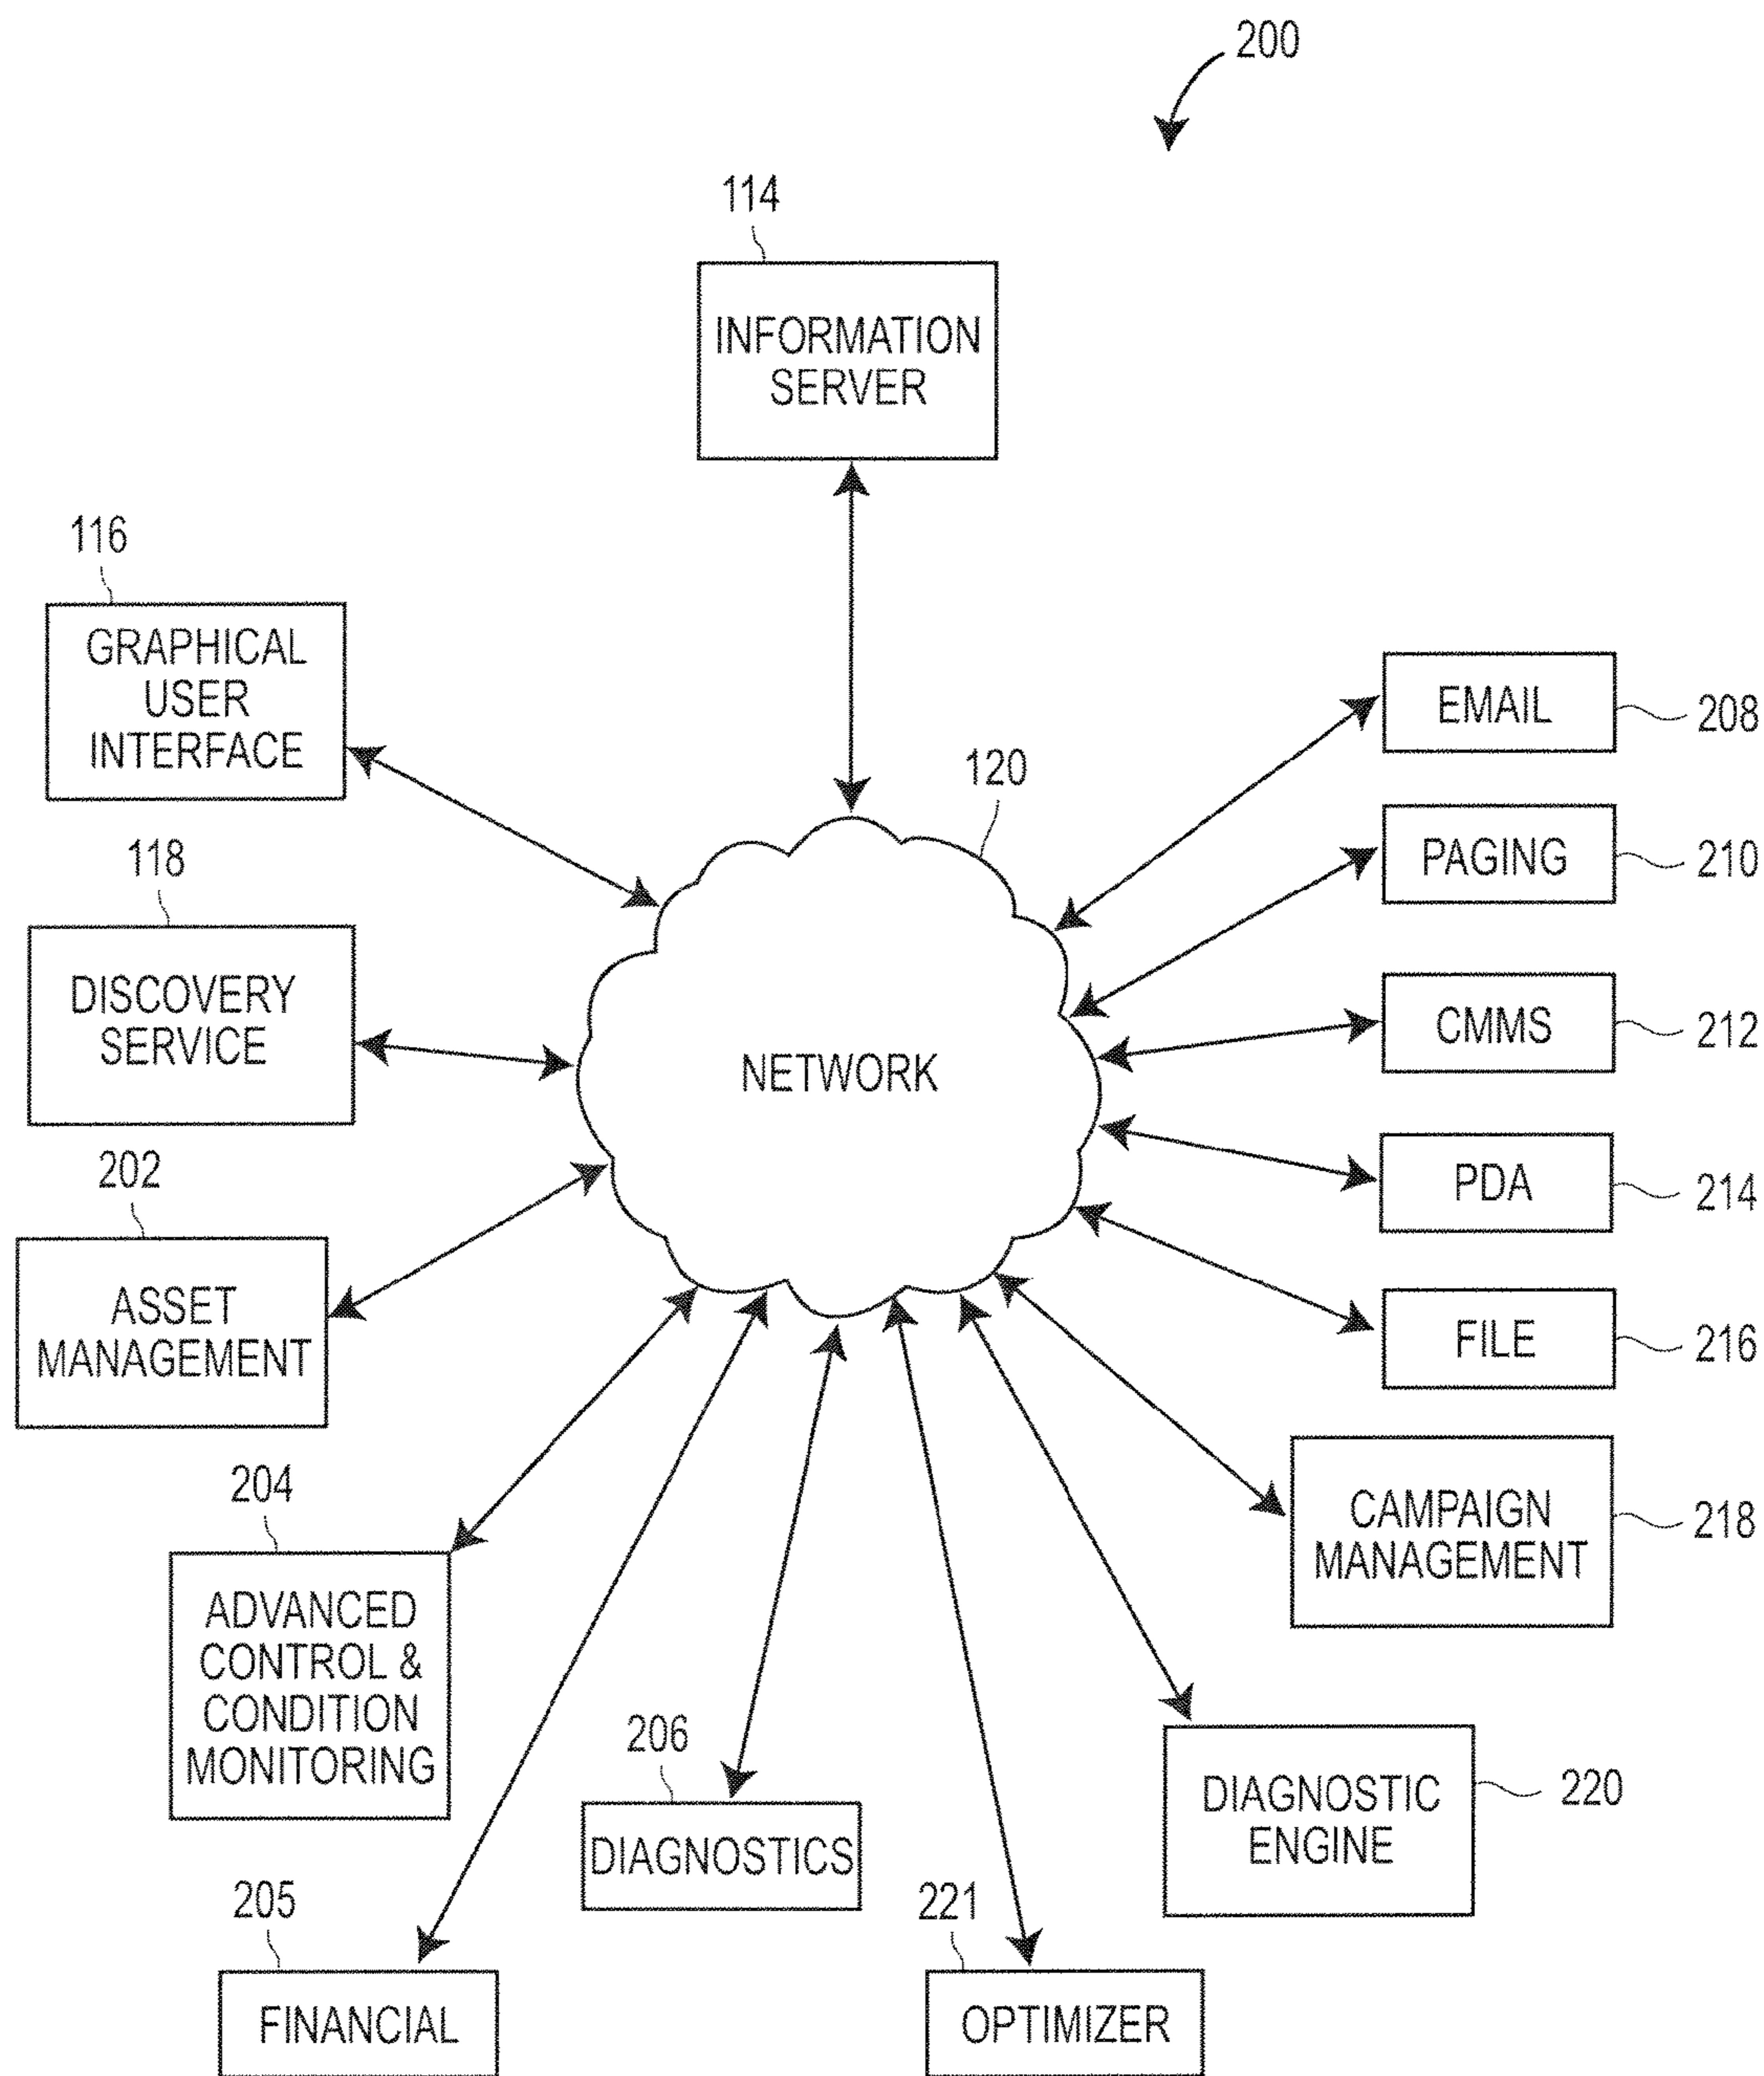 200
114
INFORMATION
SERVER
116
GRAPHICAL
USER
INTERFACE
EMAIL
208
120
PAGING
210
118
DISCOVERY
SERVICE
NETWORK
CMMS
212
202
ASSET
MANAGEMENT
PDA
214
FILE
216
204
ADVANCED
CONTROL &
CONDITION
MONITORING
CAMPAIGN
MANAGEMENT
218
206
DIAGNOSTICS
DIAGNOSTIC
ENGINE
220
205
FINANCIAL
221
OPTIMIZER